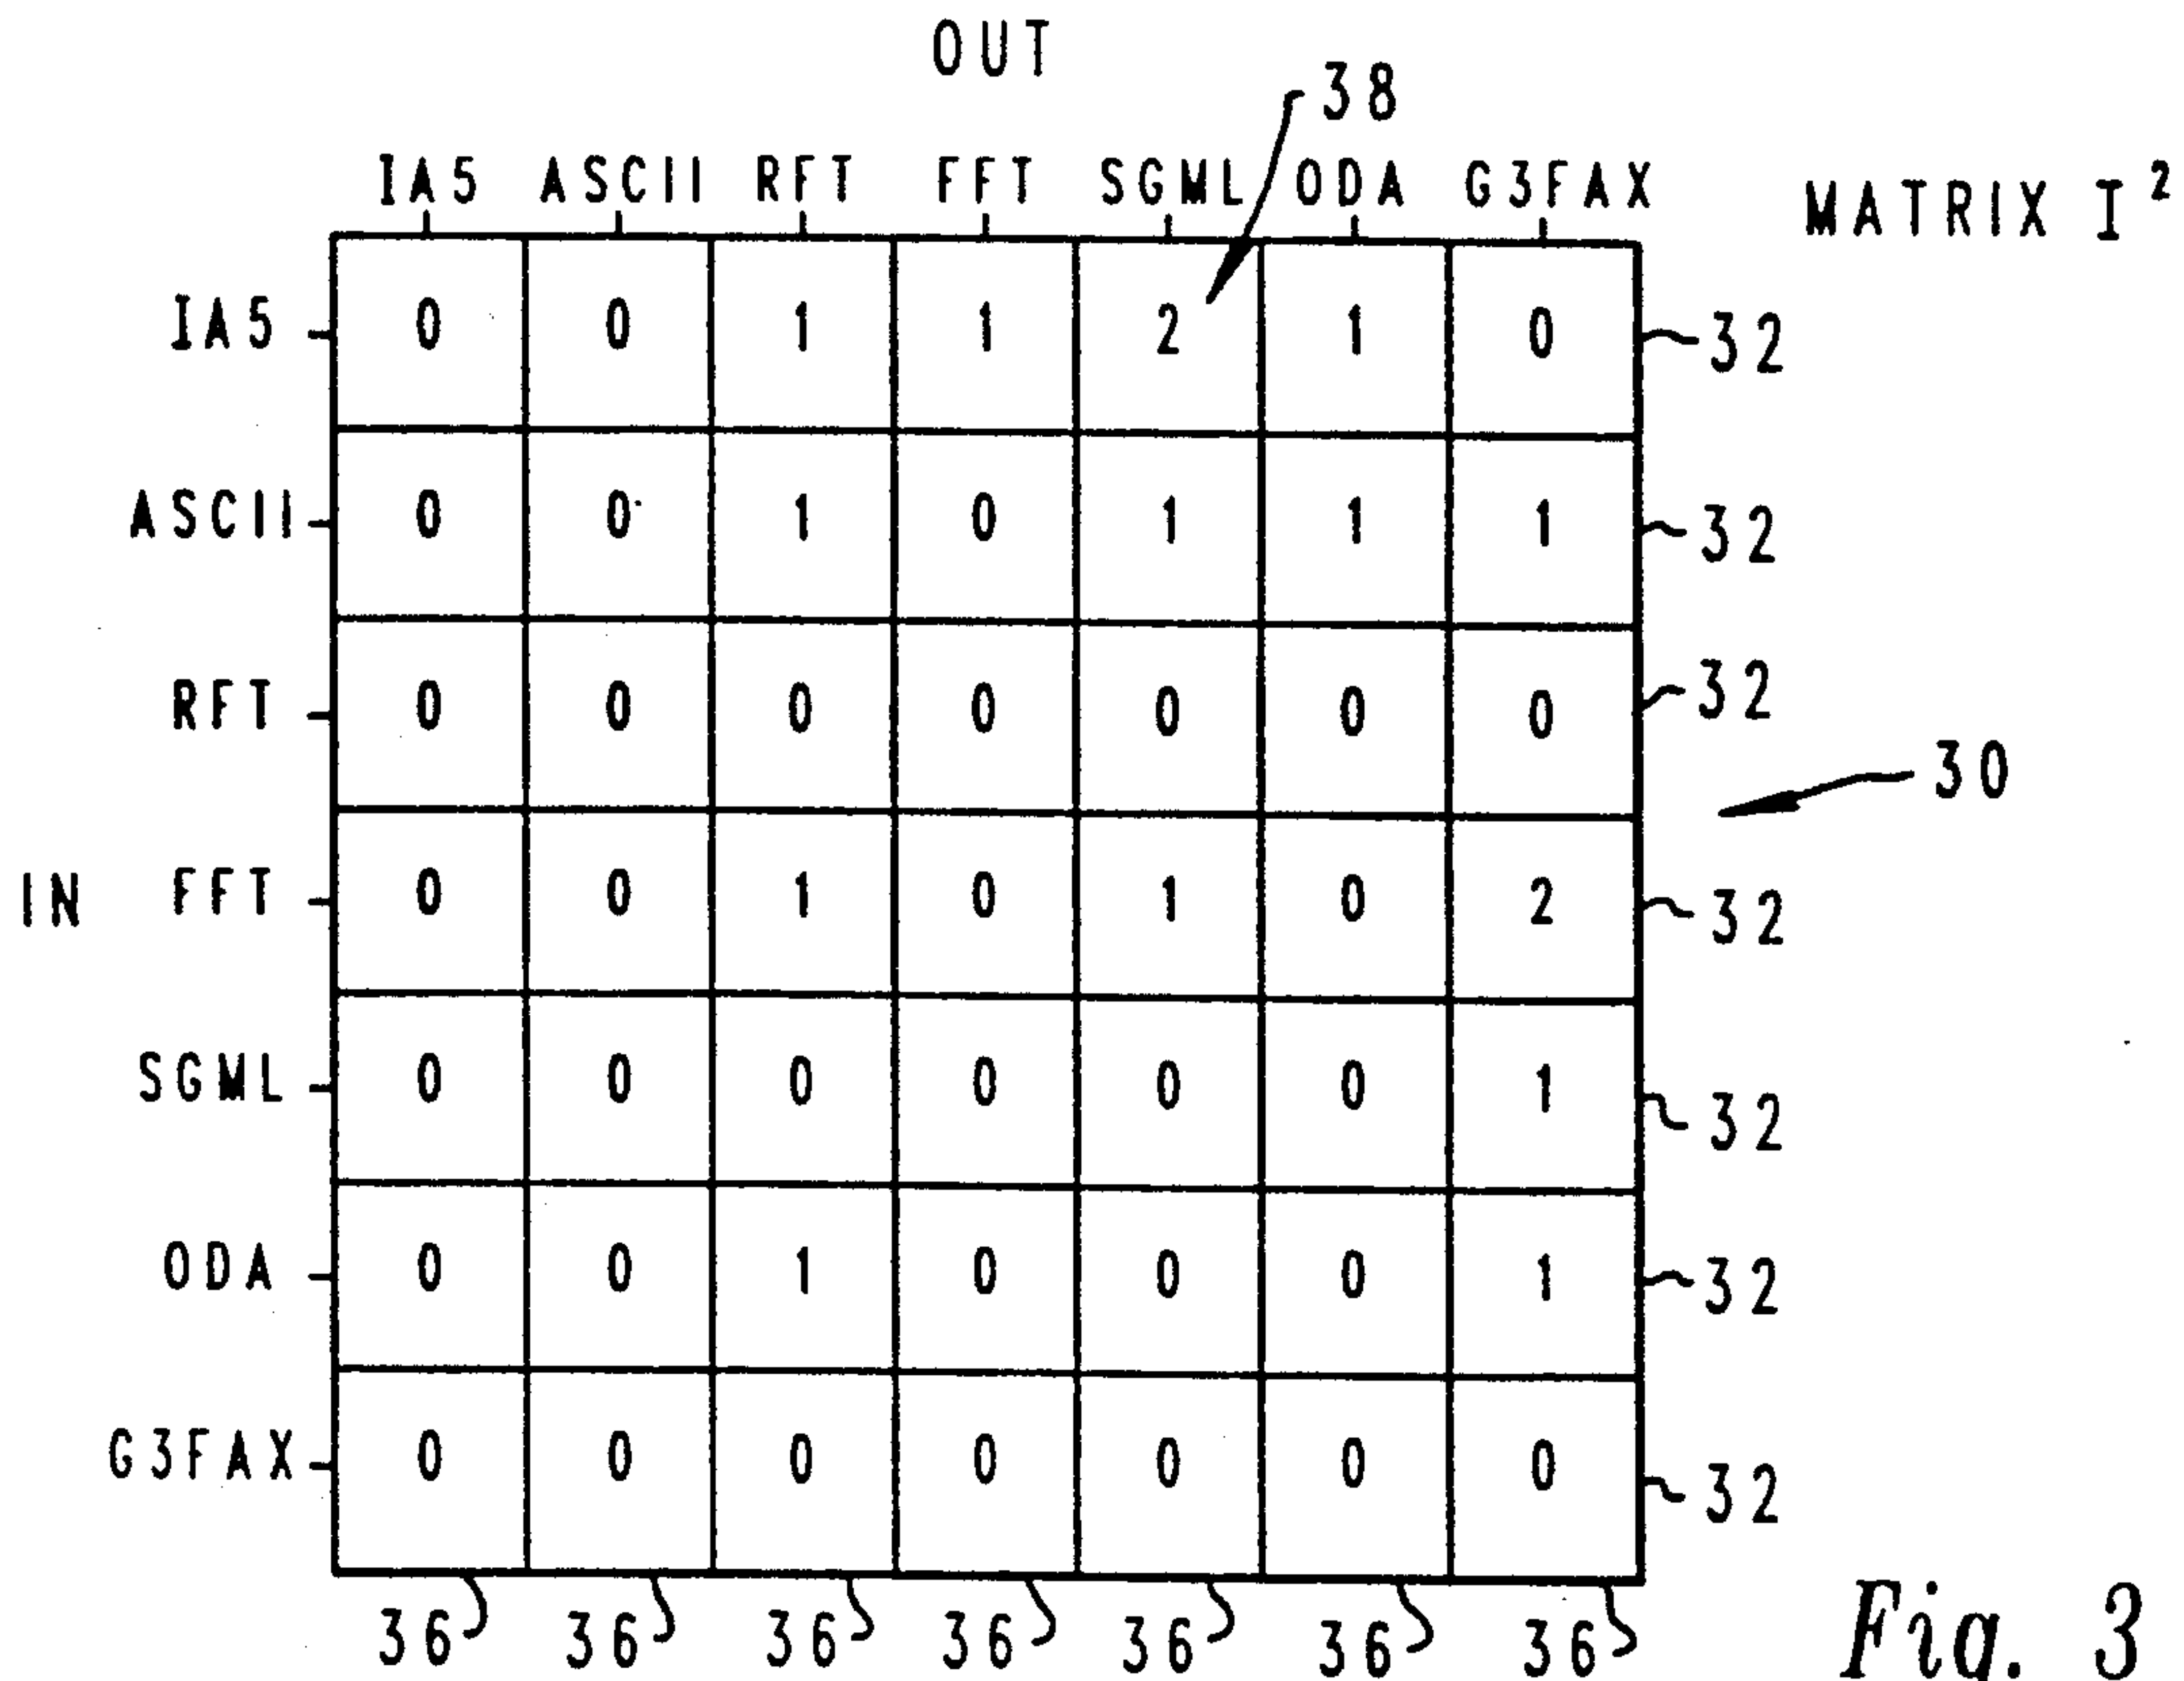 OUT
38
IA5 ASCII RFT FFT SGML ODA G3FAX
MATRIX I²
IA5 0 0 1 1 2 1 0 32
ASCII 0 0 1 0 1 1 1 32
RFT 0 0 0 0 0 0 0 32
30
IN FFT 0 0 1 0 1 0 2 32
SGML 0 0 0 0 0 0 1 32
ODA 0 0 1 0 0 0 1 32
G3FAX 0 0 0 0 0 0 0 32
36 36 36 36 36 36 36
Fig. 3